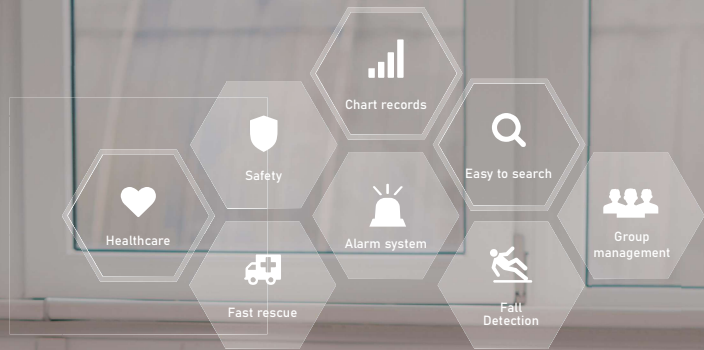 Chart records
Safety
Easy to search
Healthcare
Alarm system
Group
management
Fast rescue
Fall
Detection